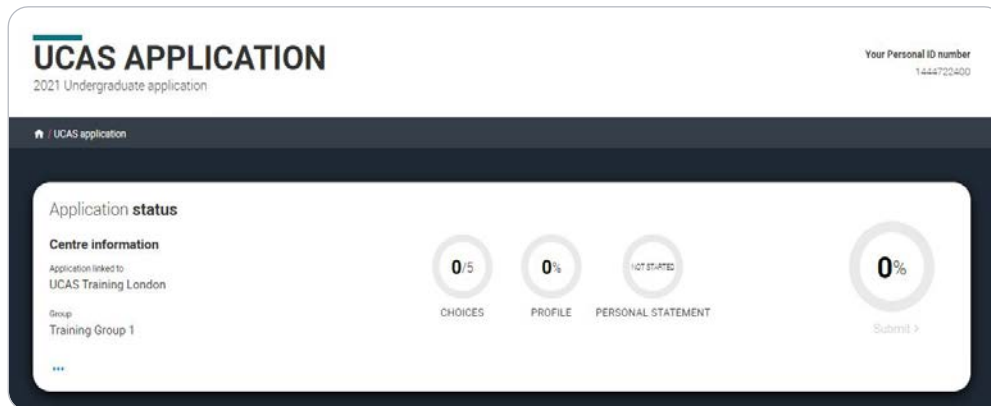 UCAS APPLICATION
2021 Undergraduate application
Your Personal ID number
1444722400
/ UCAS application
Application status
Centre information
Application linked to
UCAS Training London
Group
Training Group 1
...
0/5
CHOICES
0%
PROFILE
NOT STARTED
PERSONAL STATEMENT
0%
Submit >